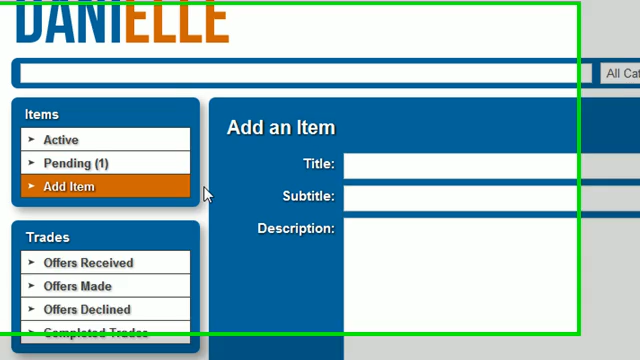 DANIELLE
All Cat
Items
Active
Pending (1)
Add Item
Add an Item
Title:
Subtitle:
Description:
Trades
Offers Received
Offers Made
Offers Declined
Completed Trades